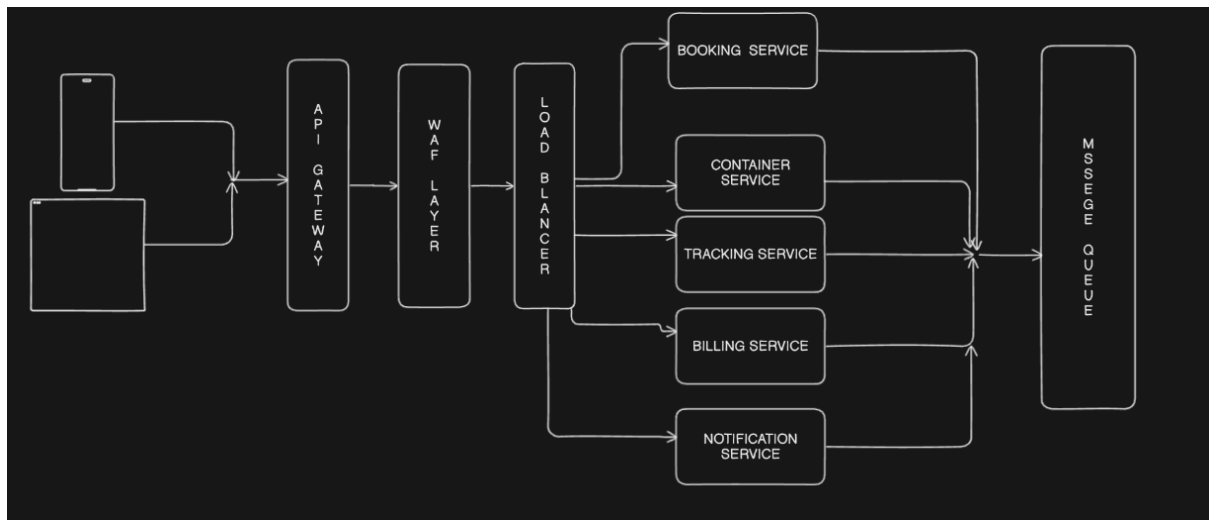 API GATEWAY
WAF LAYER
LOAD BLANCER
BOOKING SERVICE
CONTAINER
SERVICE
TRACKING SERVICE
BILLING SERVICE
NOTIFICATION
SERVICE
MSSEGE QUEUE